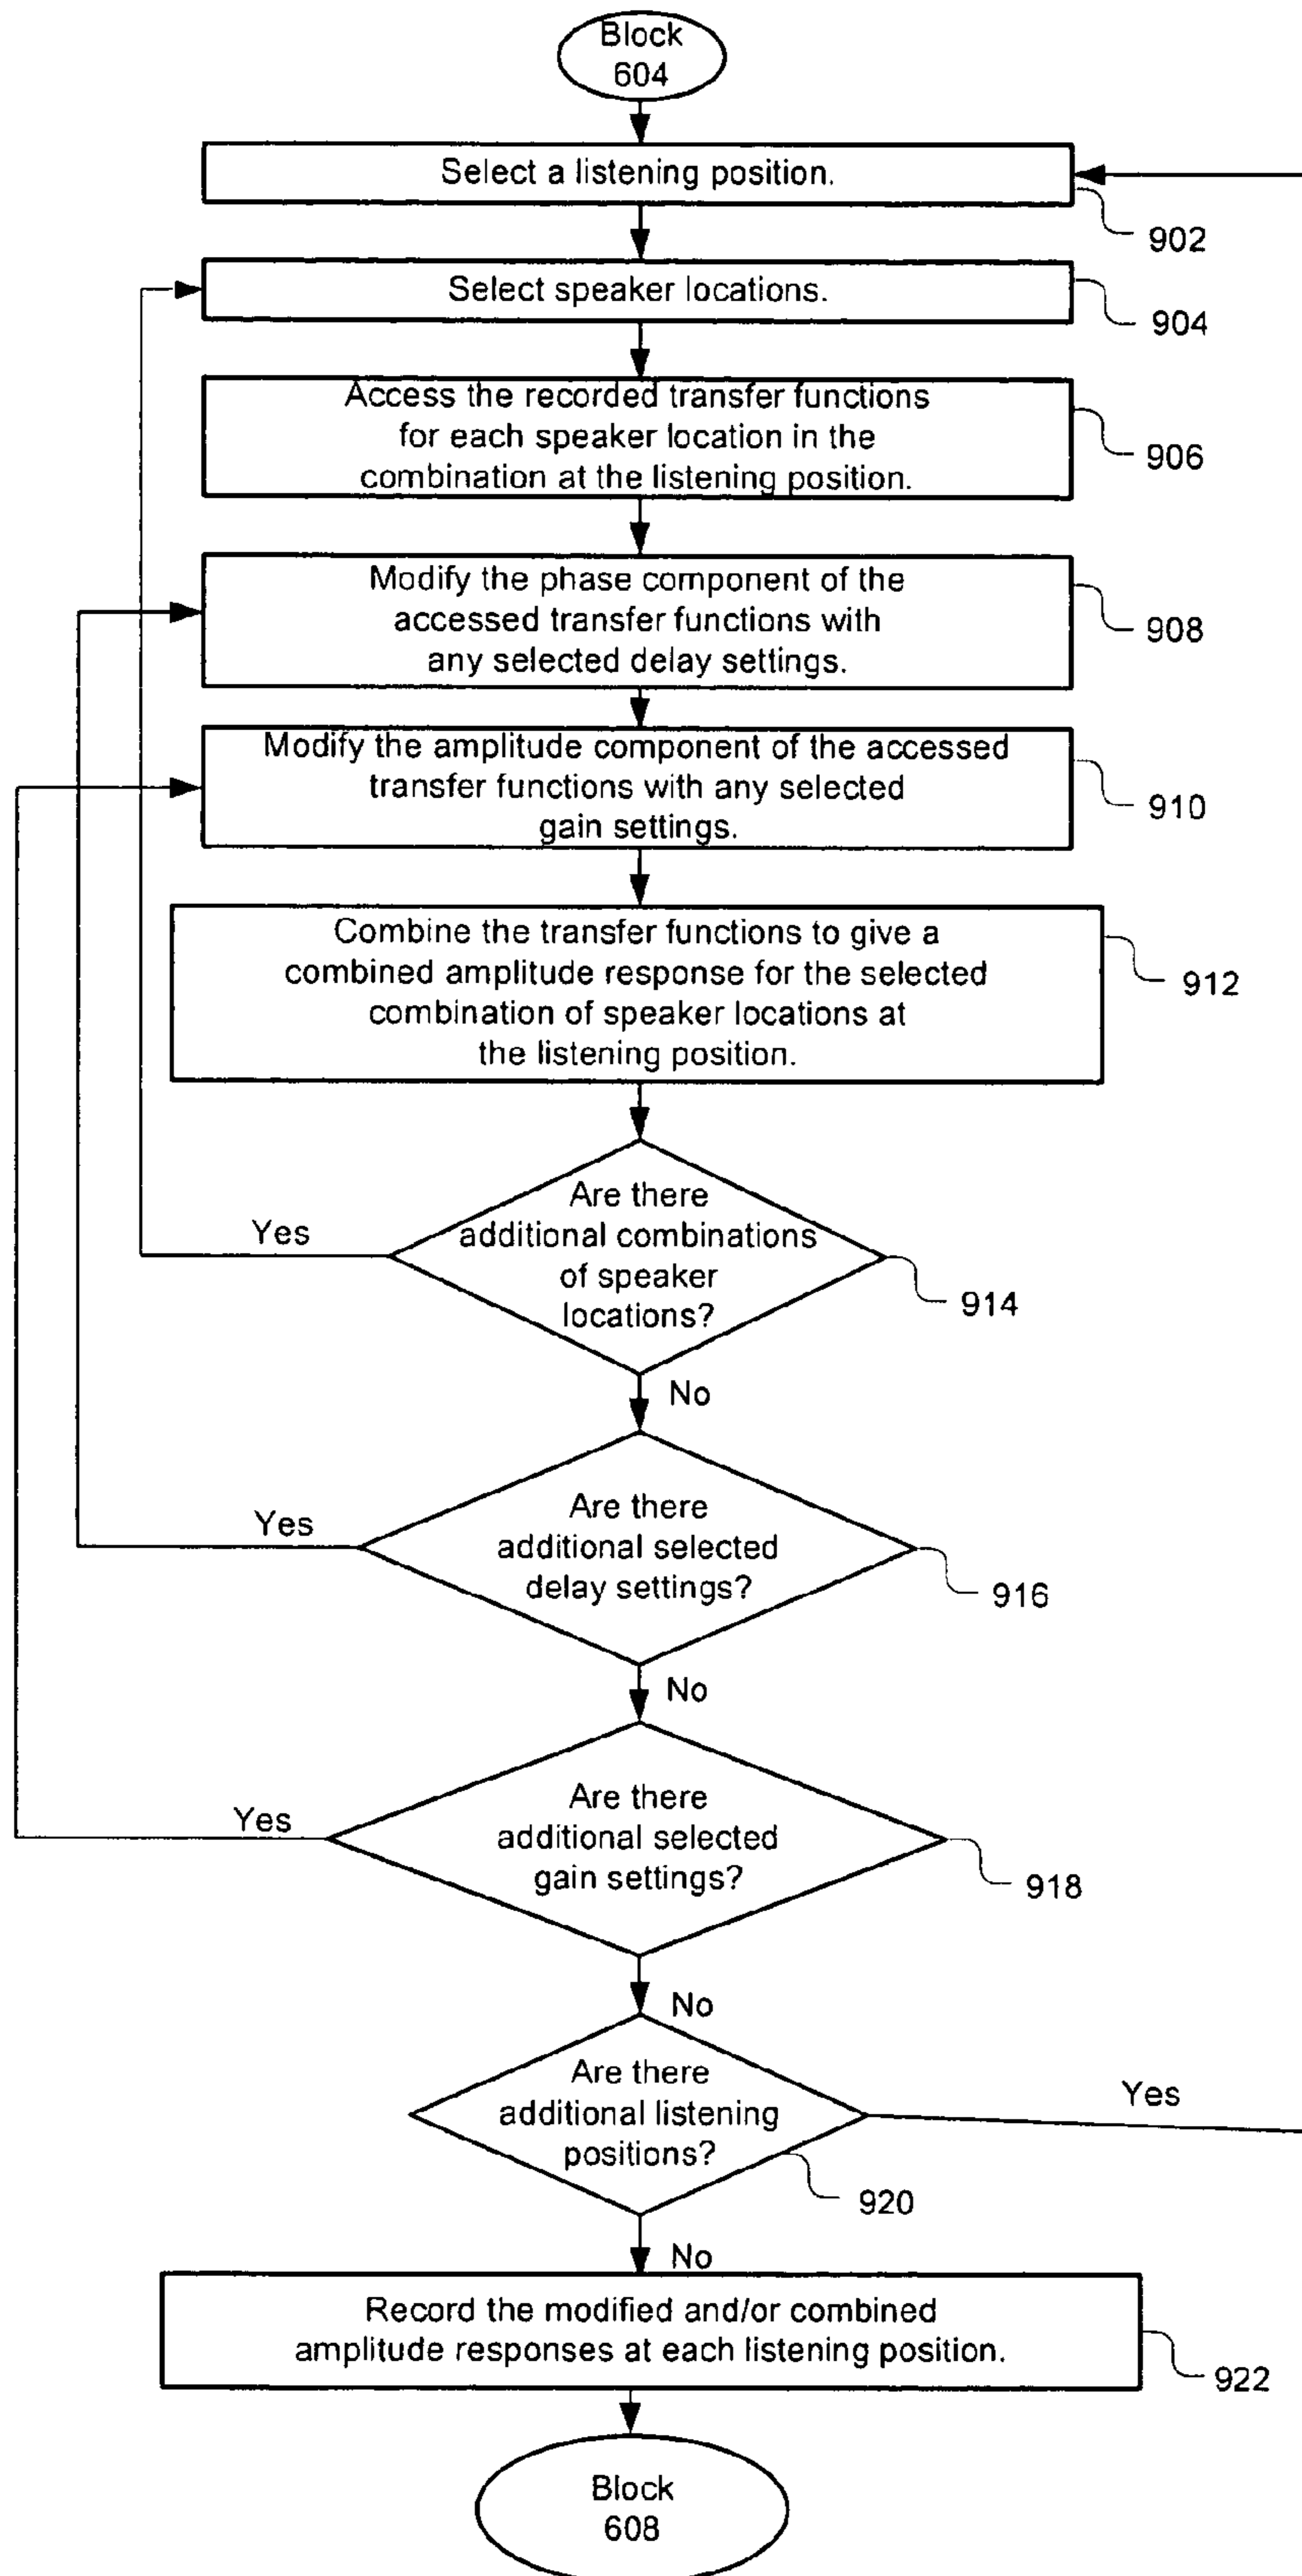 Block
604
Select a listening position.
902
Select speaker locations.
904
Access the recorded transfer functions
for each speaker location in the
combination at the listening position.
906
Modify the phase component of the
accessed transfer functions with
any selected delay settings.
908
Modify the amplitude component of the accessed
transfer functions with any selected
gain settings.
910
Combine the transfer functions to give a
combined amplitude response for the selected
combination of speaker locations at
the listening position.
912
Are there
additional combinations
of speaker
locations?
Yes
914
No
Are there
additional selected
delay settings?
Yes
916
No
Are there
additional selected
gain settings?
Yes
918
No
Are there
additional listening
positions?
Yes
920
No
Record the modified and/or combined
amplitude responses at each listening position.
922
Block
608